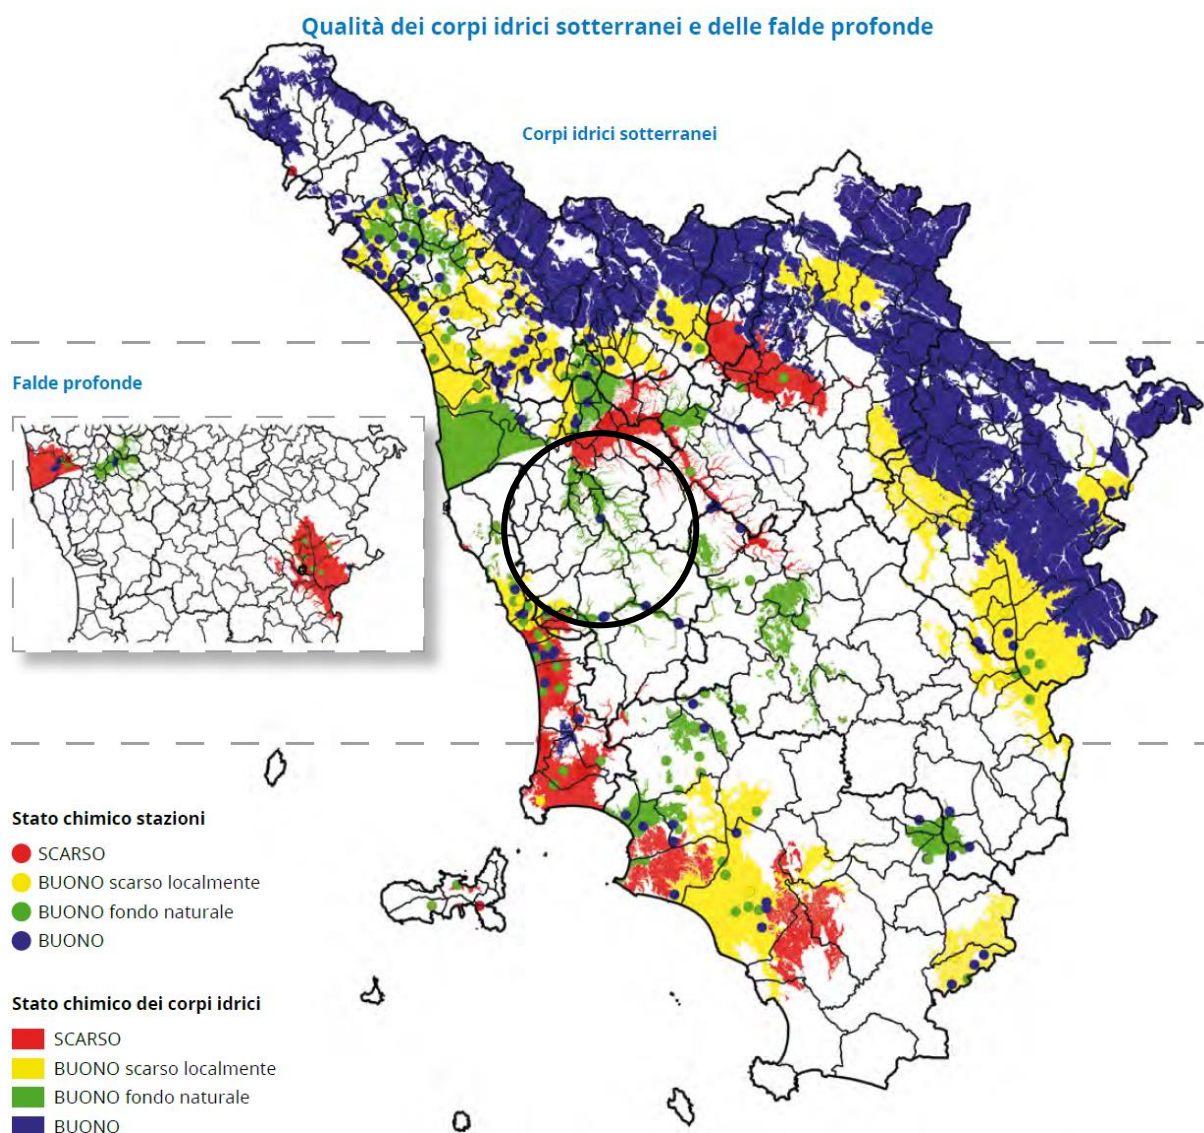 Qualità dei corpi idrici sotterranei e delle falde profonde
Corpi idrici sotterranei
Falde profonde
Stato chimico stazioni
SCARSO
BUONO scarso localmente
BUONO fondo naturale
BUONO
Stato chimico dei corpi idrici
SCARSO
BUONO scarso localmente
BUONO fondo naturale
BUONO